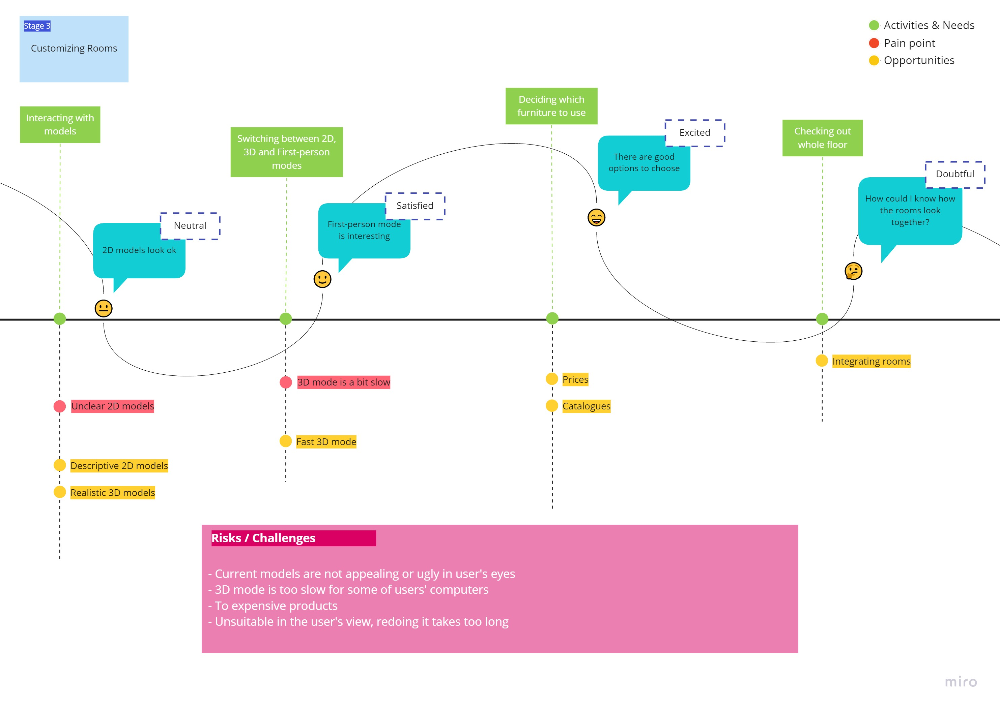 Stage 3
Customizing Rooms
Activities & Needs
Pain point
Opportunities
Interacting with
models
Switching between 2D,
3D and First-person
modes
Deciding which
furniture to use
Checking out
whole floor
Neutral
2D models look ok
Satisfied
First-person mode
is interesting
Excited
There are good
options to choose
Doubtful
How could I know how
the rooms look
together?
Unclear 2D models
Descriptive 2D models
Realistic 3D models
3D mode is a bit slow
Fast 3D mode
Prices
Catalogues
Integrating rooms
Risks / Challenges
- Current models are not appealing or ugly in user's eyes
- 3D mode is too slow for some of users' computers
- To expensive products
- Unsuitable in the user's view, redoing it takes too long
miro